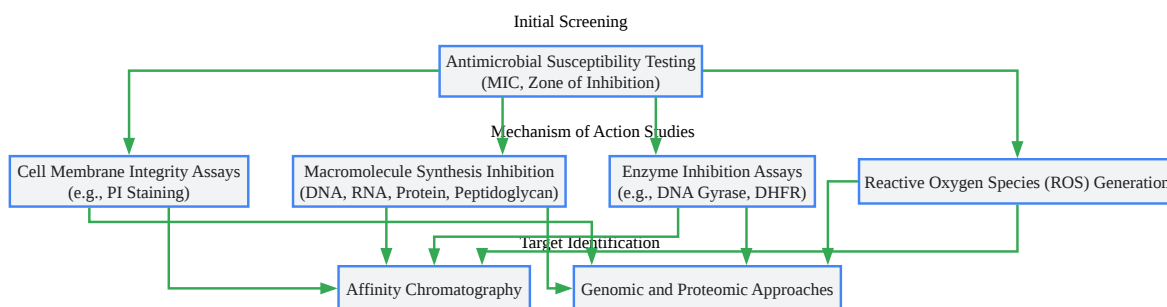 Initial Screening
Antimicrobial Susceptibility Testing
(MIC, Zone of Inhibition)
Mechanism of Action Studies
Cell Membrane Integrity Assays
(e.g., PI Staining)
Macromolecule Synthesis Inhibition
(DNA, RNA, Protein, Peptidoglycan)
Enzyme Inhibition Assays
(e.g., DNA Gyrase, DHFR)
Reactive Oxygen Species (ROS) Generation
Target Identification
Affinity Chromatography
Genomic and Proteomic Approaches